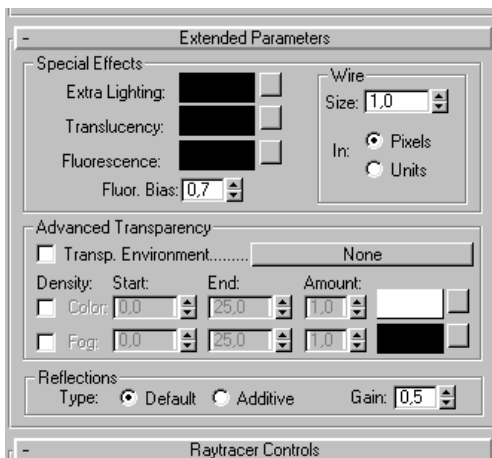 - Extended Parameters
Special Effects
Extra Lighting:
Translucency:
Fluorescence:
Fluor. Bias: 0,7
Wire
Size: 1,0
In: Pixels
Units
Advanced Transparency
Transp. Environment......... None
Density: Start: End: Amount:
Color: 0,0 25,0 1,0
Fog: 0,0 25,0 1,0
Reflections
Type: Default Additive Gain: 0,5
- Raytracer Controls